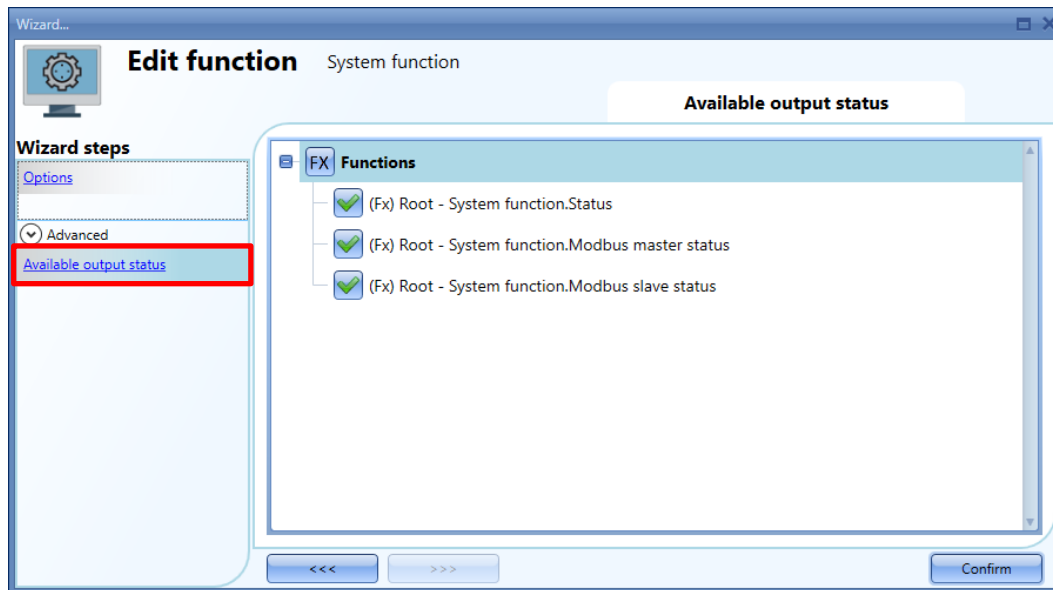 Wizard...
Edit function System function
Available output status
Wizard steps
Options
Advanced
Available output status
FX Functions
(Fx) Root - System function.Status
(Fx) Root - System function.Modbus master status
(Fx) Root - System function.Modbus slave status
<<< >>> Confirm